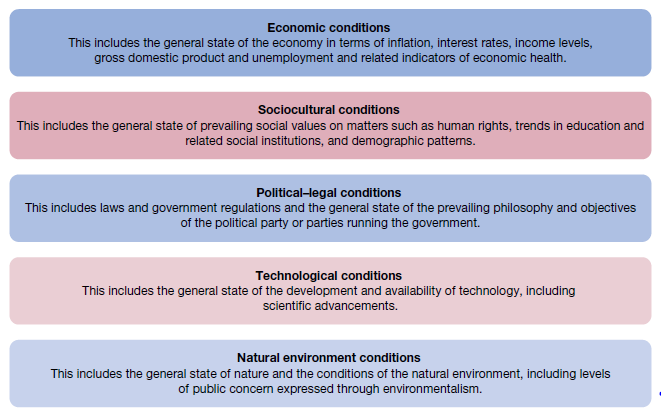 Economic conditions
This includes the general state of the economy in terms of inflation, interest rates, income levels,
gross domestic product and unemployment and related indicators of economic health.
Sociocultural conditions
This includes the general state of prevailing social values on matters such as human rights, trends in education and
related social institutions, and demographic patterns.
Political–legal conditions
This includes laws and government regulations and the general state of the prevailing philosophy and objectives
of the political party or parties running the government.
Technological conditions
This includes the general state of the development and availability of technology, including
scientific advancements.
Natural environment conditions
This includes the general state of nature and the conditions of the natural environment, including levels
of public concern expressed through environmentalism.